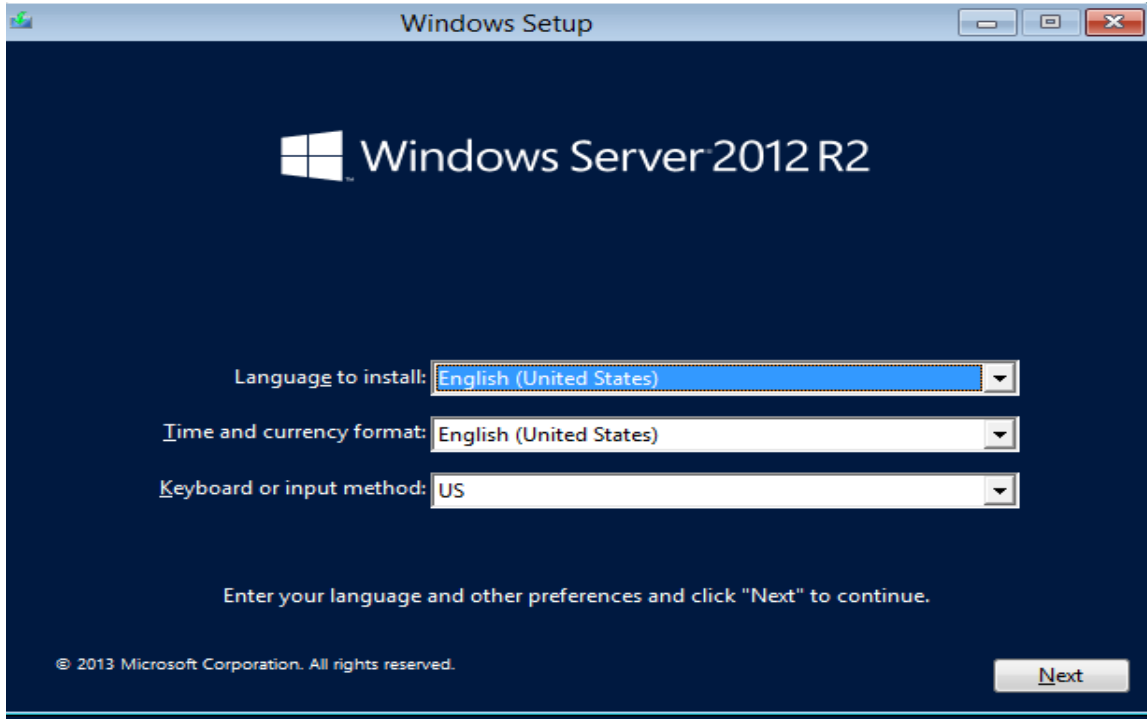 Windows Setup
Windows Server 2012 R2
Language to install: English (United States)
Time and currency format: English (United States)
Keyboard or input method: US
Enter your language and other preferences and click "Next" to continue.
© 2013 Microsoft Corporation. All rights reserved.
Next